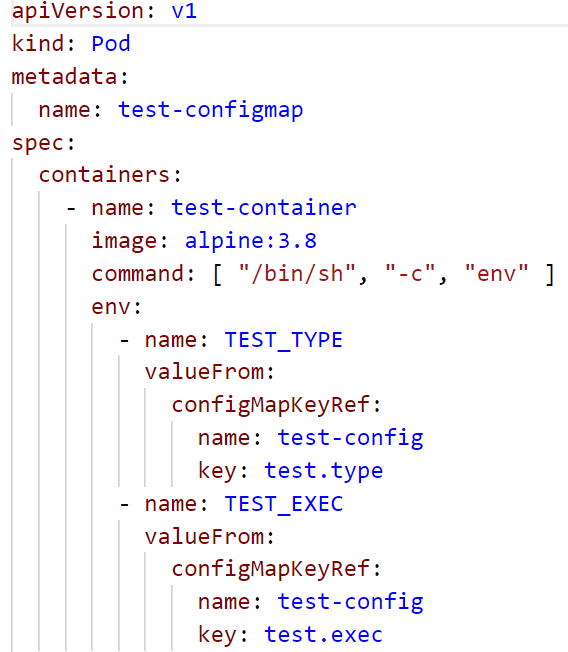 apiVersion: v1
kind: Pod
metadata:
  name: test-configmap
spec:
  containers:
    - name: test-container
      image: alpine:3.8
      command: [ "/bin/sh", "-c", "env" ]
      env:
        - name: TEST_TYPE
          valueFrom:
            configMapKeyRef:
              name: test-config
              key: test.type
        - name: TEST_EXEC
          valueFrom:
            configMapKeyRef:
              name: test-config
              key: test.exec